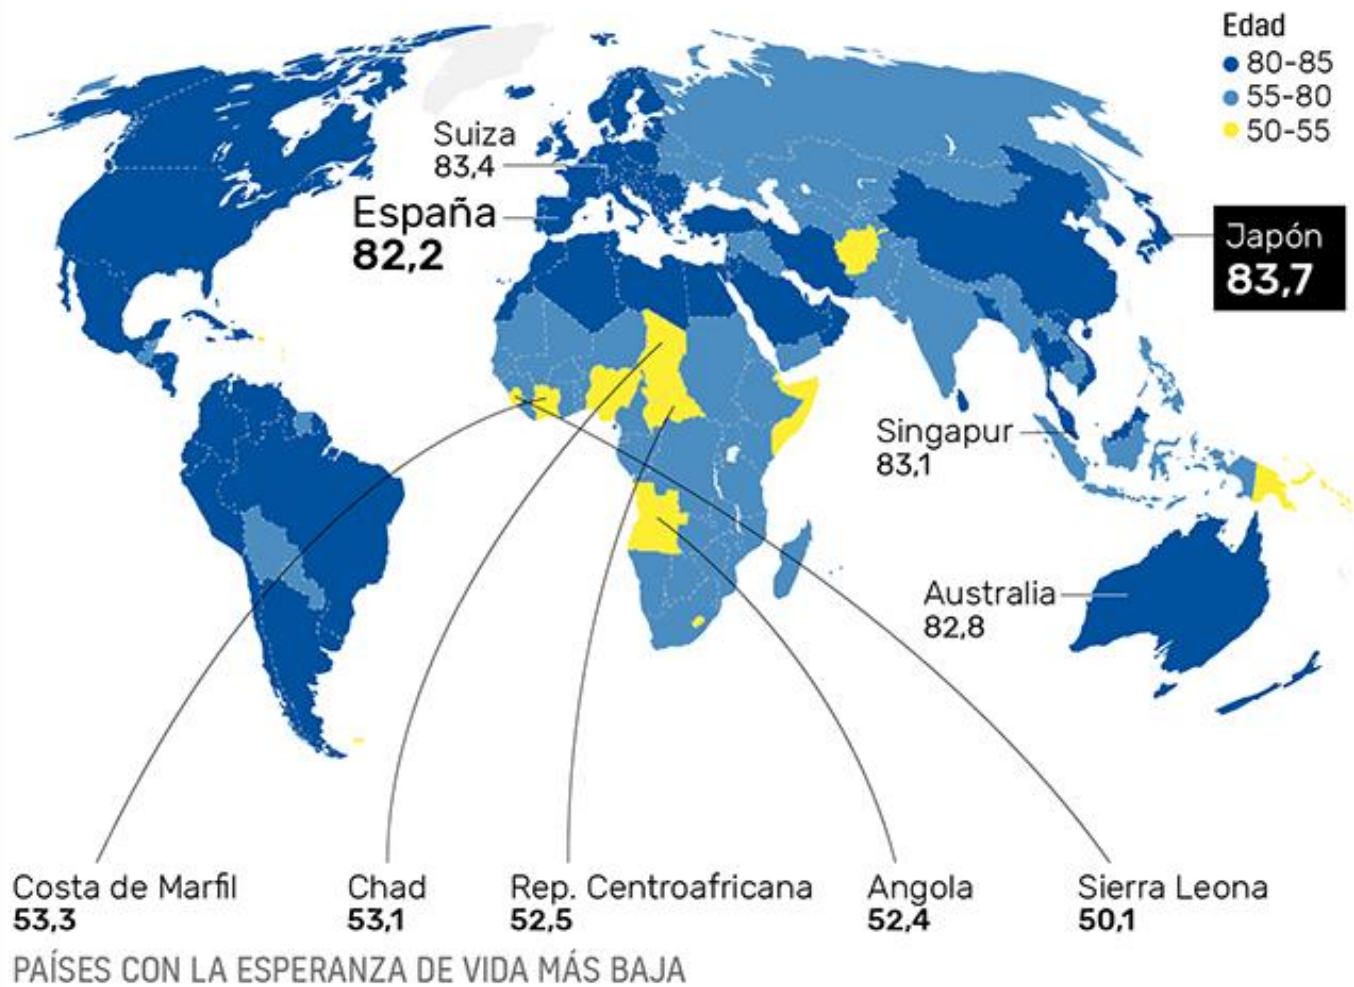 Edad
80-85
55-80
50-55
Suiza
83,4
España
82,2
Japón
83,7
Singapur
83,1
Australia
82,8
Costa de Marfil
53,3
Chad
53,1
Rep. Centroafricana
52,5
Angola
52,4
Sierra Leona
50,1
PAÍSES CON LA ESPERANZA DE VIDA MÁS BAJA